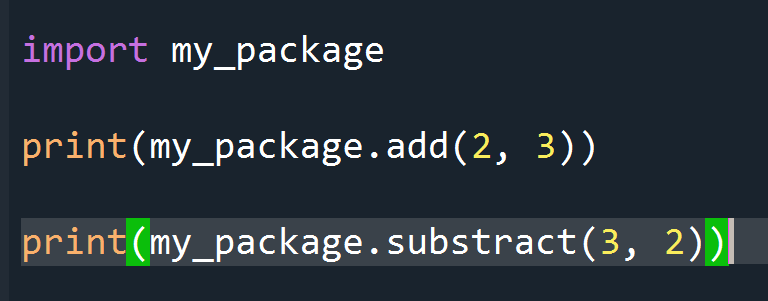 import my_package
print(my_package.add(2, 3))
print(my_package.substract(3, 2))